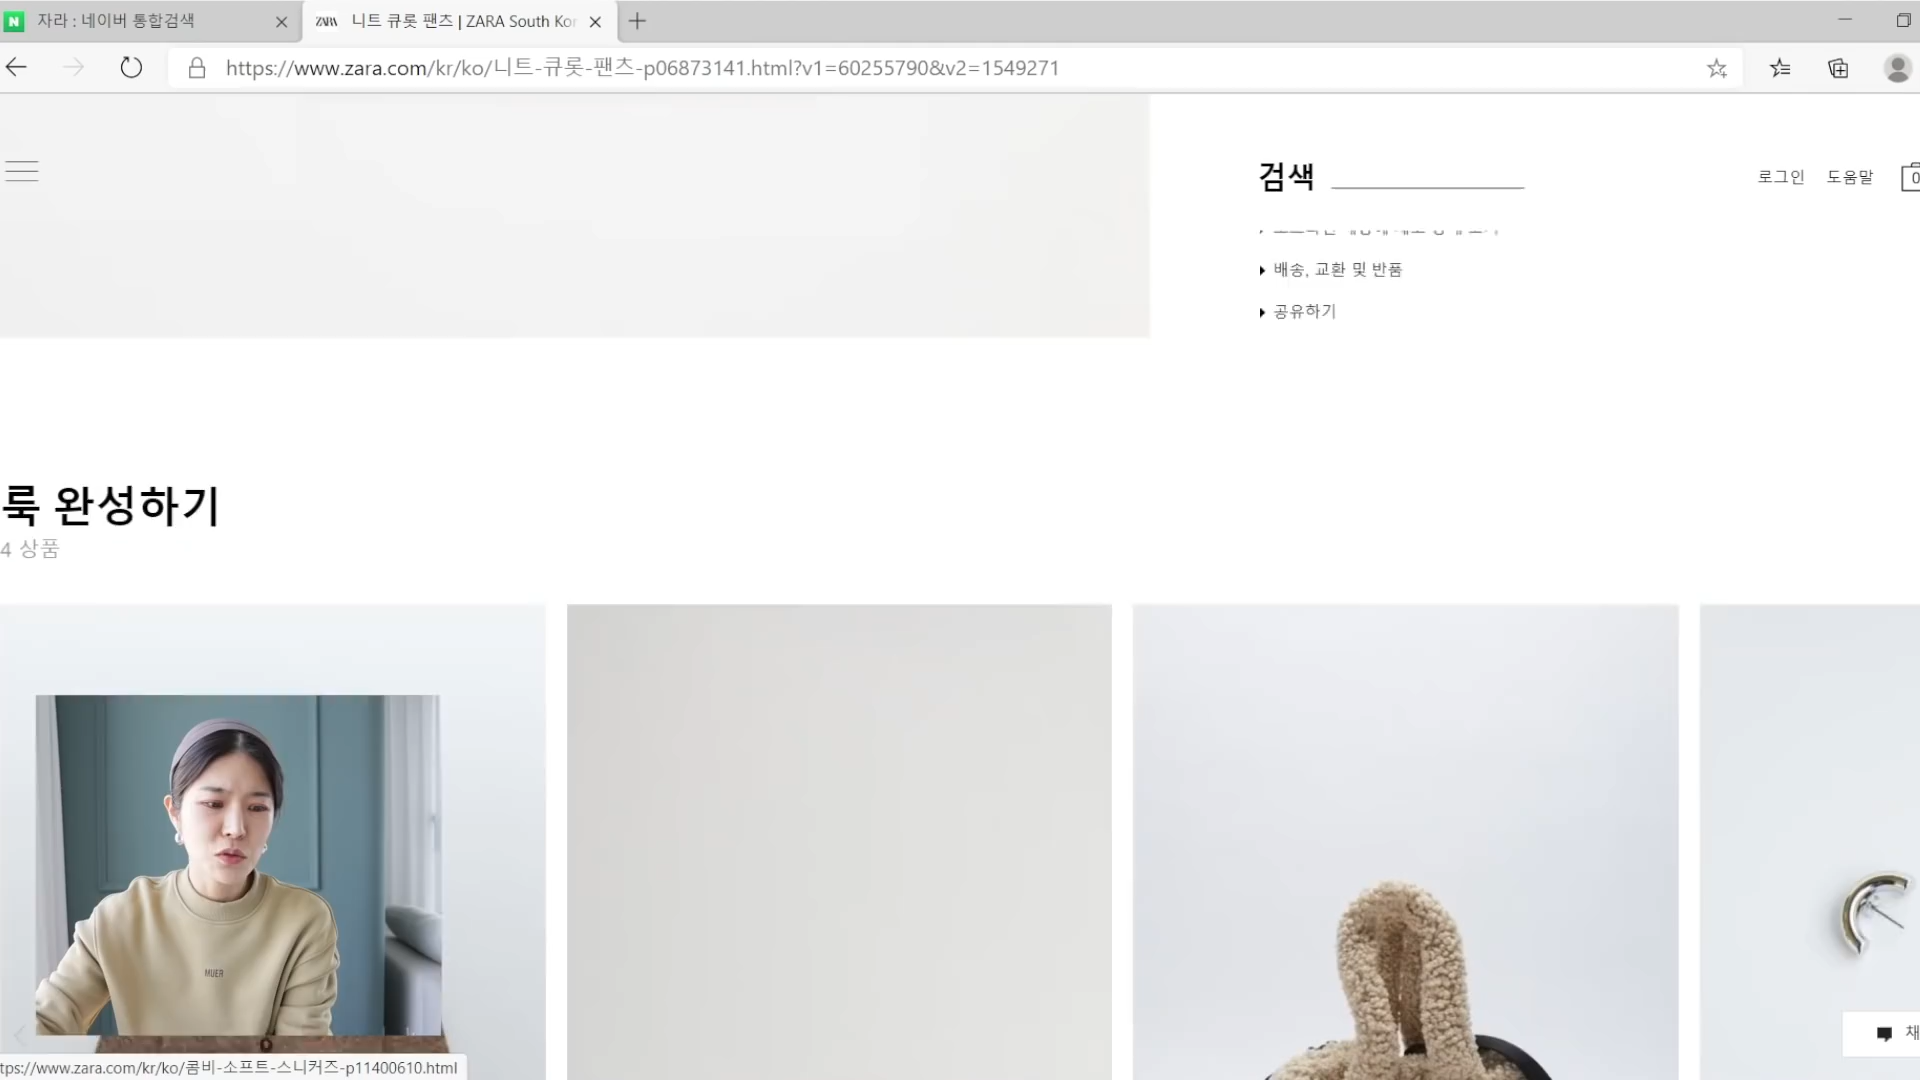 자라 : 네이버 통합검색
ZARA 니트 큐롯 팬츠 | ZARA South
https://www.zara.com/kr/ko/니트-큐롯-팬츠-p06873141.html?v1=60255790&v2=1549271
검색
로그인
도움말
0
배송, 교환 및 반품
공유하기
룩 완성하기
4 상품
MUER
tps://www.zara.com/kr/ko/콤비-소프트-스니커즈-p11400610.html
채